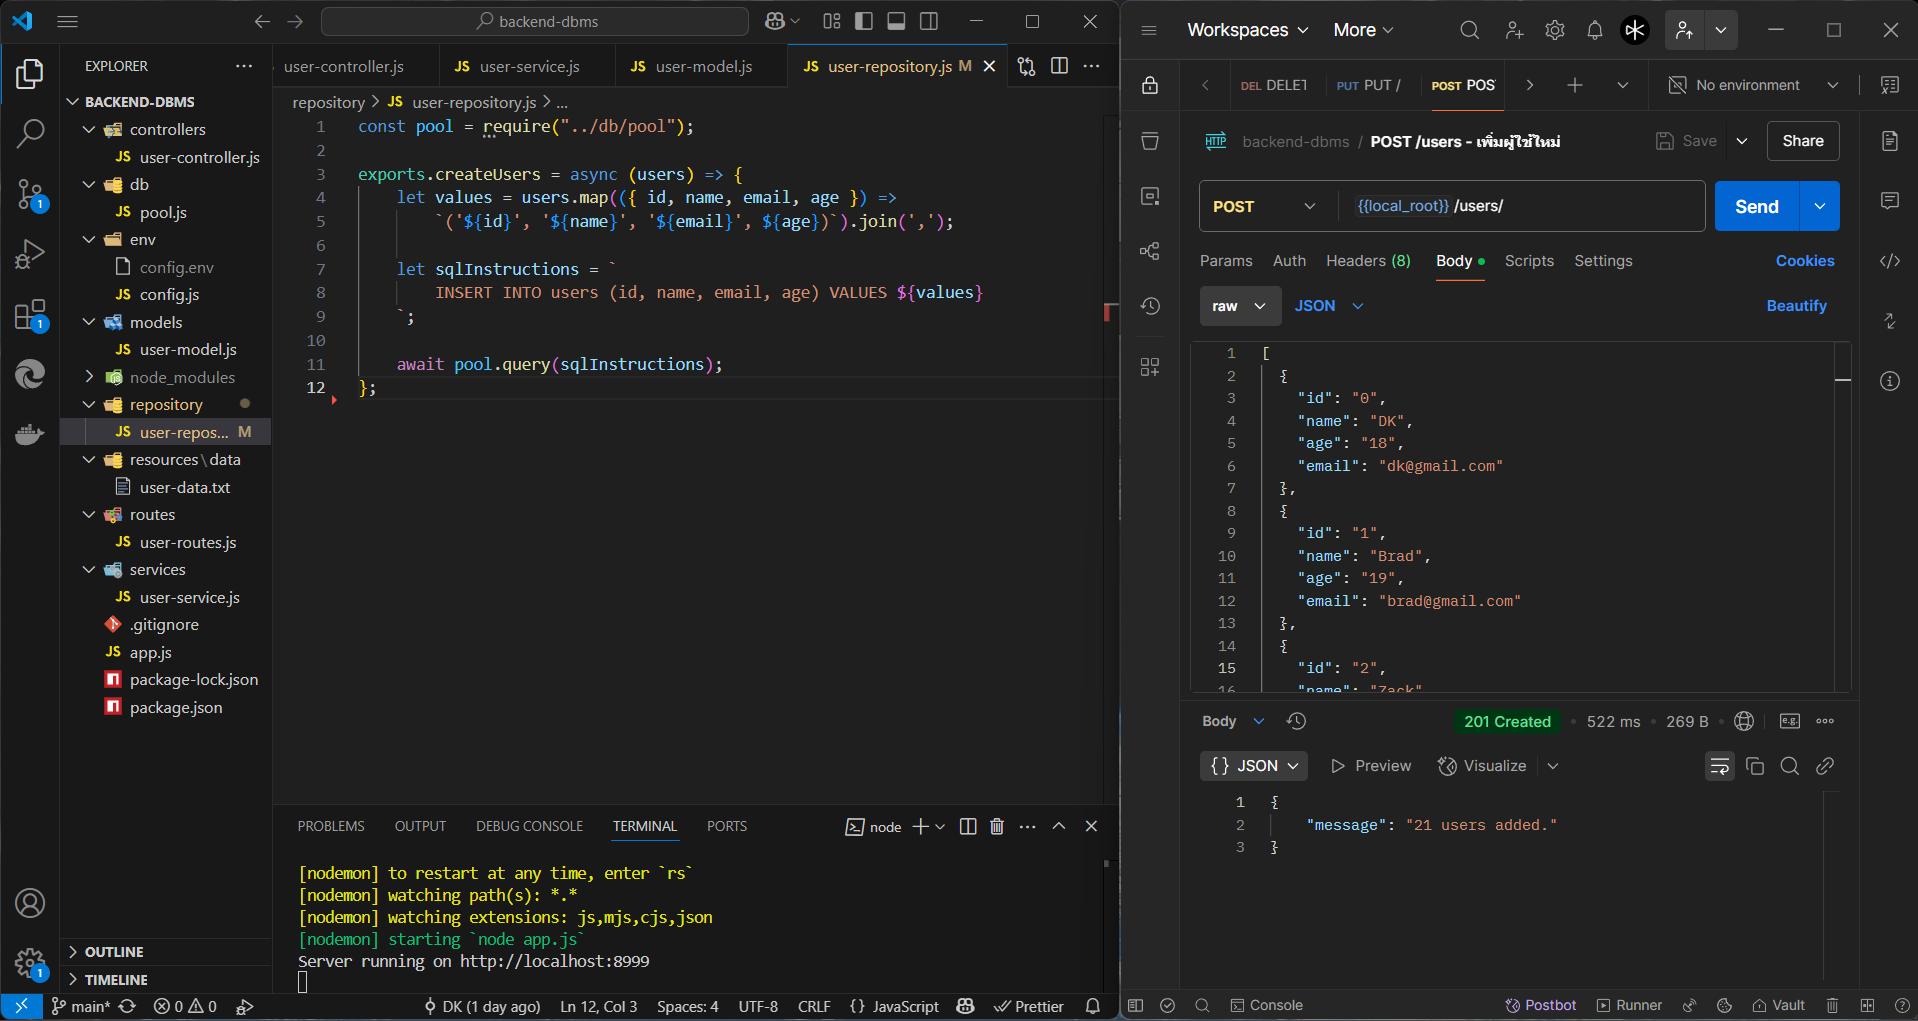 backend-dbms
EXPLORER
BACKEND-DBMS
controllers
JS user-controller.js
db
JS pool.js
env
config.env
JS config.js
models
JS user-model.js
node_modules
repository
JS user-repos... M
resources\data
user-data.txt
routes
JS user-routes.js
services
JS user-service.js
.gitignore
JS app.js
package-lock.json
package.json
OUTLINE
TIMELINE
1
1
1
user-controller.js
JS user-service.js
JS user-model.js
JS user-repository.js M
repository > JS user-repository.js > ...
1 const pool = require("../db/pool");
2
3 exports.createUsers = async (users) => {
4 let values = users.map(({ id, name, email, age }) =>
5 `('${id}', '${name}', '${email}', ${age})`).join(',');
6
7 let sqlInstructions = `
8 INSERT INTO users (id, name, email, age) VALUES ${values}
9 `;
10
11 await pool.query(sqlInstructions);
12 };
PROBLEMS OUTPUT DEBUG CONSOLE TERMINAL PORTS
node
[nodemon] to restart at any time, enter `rs`
[nodemon] watching path(s): *.*
[nodemon] watching extensions: js,mjs,cjs,json
[nodemon] starting `node app.js`
Server running on http://localhost:8999
main* 0 0 DK (1 day ago) Ln 12, Col 3 Spaces: 4 UTF-8 CRLF {} JavaScript Prettier
Workspaces More
DEL DELET PUT PUT / POST POS No environment
HTTP backend-dbms / POST /users - เพิ่มผู้ใช้ใหม่ Save Share
POST {{local_root}} /users/ Send
Params Auth Headers (8) Body Scripts Settings Cookies
raw JSON Beautify
1 [
2 {
3 "id": "0",
4 "name": "DK",
5 "age": "18",
6 "email": "dk@gmail.com"
7 },
8 {
9 "id": "1",
10 "name": "Brad",
11 "age": "19",
12 "email": "brad@gmail.com"
13 },
14 {
15 "id": "2",
16 "name": "Zack"
Body 201 Created 522 ms 269 B e.g.
{} JSON Preview Visualize
1 {
2 "message": "21 users added."
3 }
Console Postbot Runner Vault